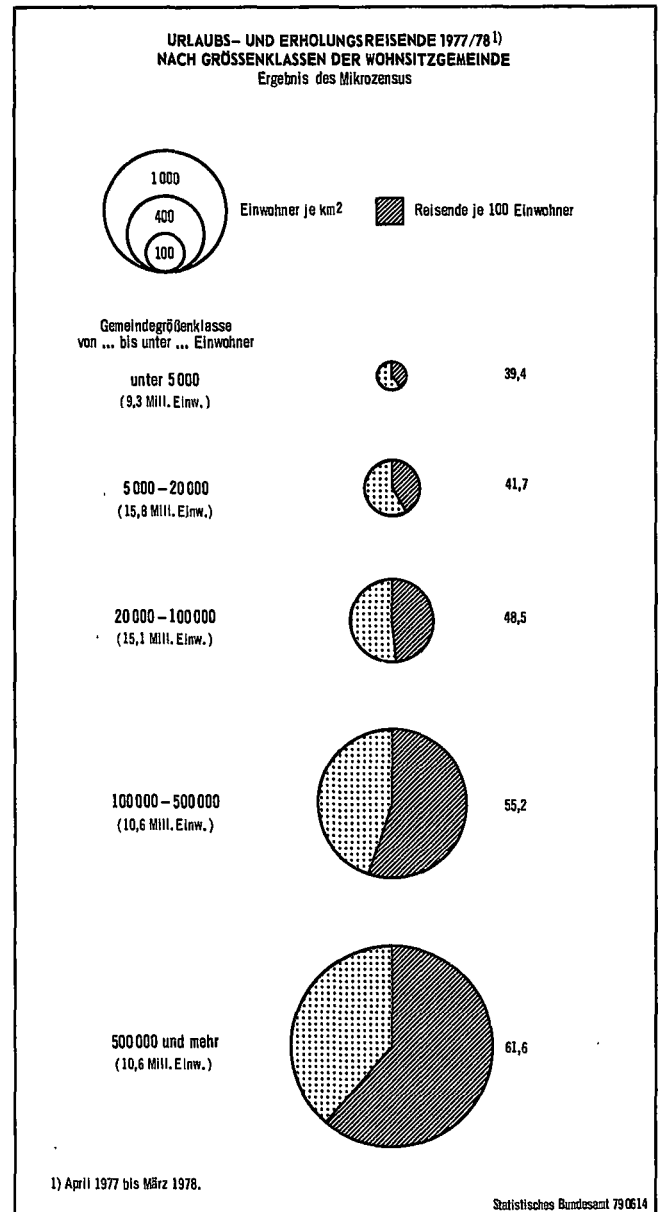 URLAUBS- UND ERHOLUNGSREISENDE 1977/78 1)
NACH GRÖSSENKLASSEN DER WOHNSITZGEMEINDE
Ergebnis des Mikrozensus
1000
400
100
Einwohner je km²
Reisende je 100 Einwohner
Gemeindegrößenklasse
von ... bis unter ... Einwohner
unter 5000
(9,3 Mill. Einw.)
39,4
5000 – 20000
(15,8 Mill. Einw.)
41,7
20000 – 100000
(15,1 Mill. Einw.)
48,5
100000 – 500000
(10,6 Mill. Einw.)
55,2
500000 und mehr
(10,6 Mill. Einw.)
61,6
1) April 1977 bis März 1978.
Statistisches Bundesamt 790614